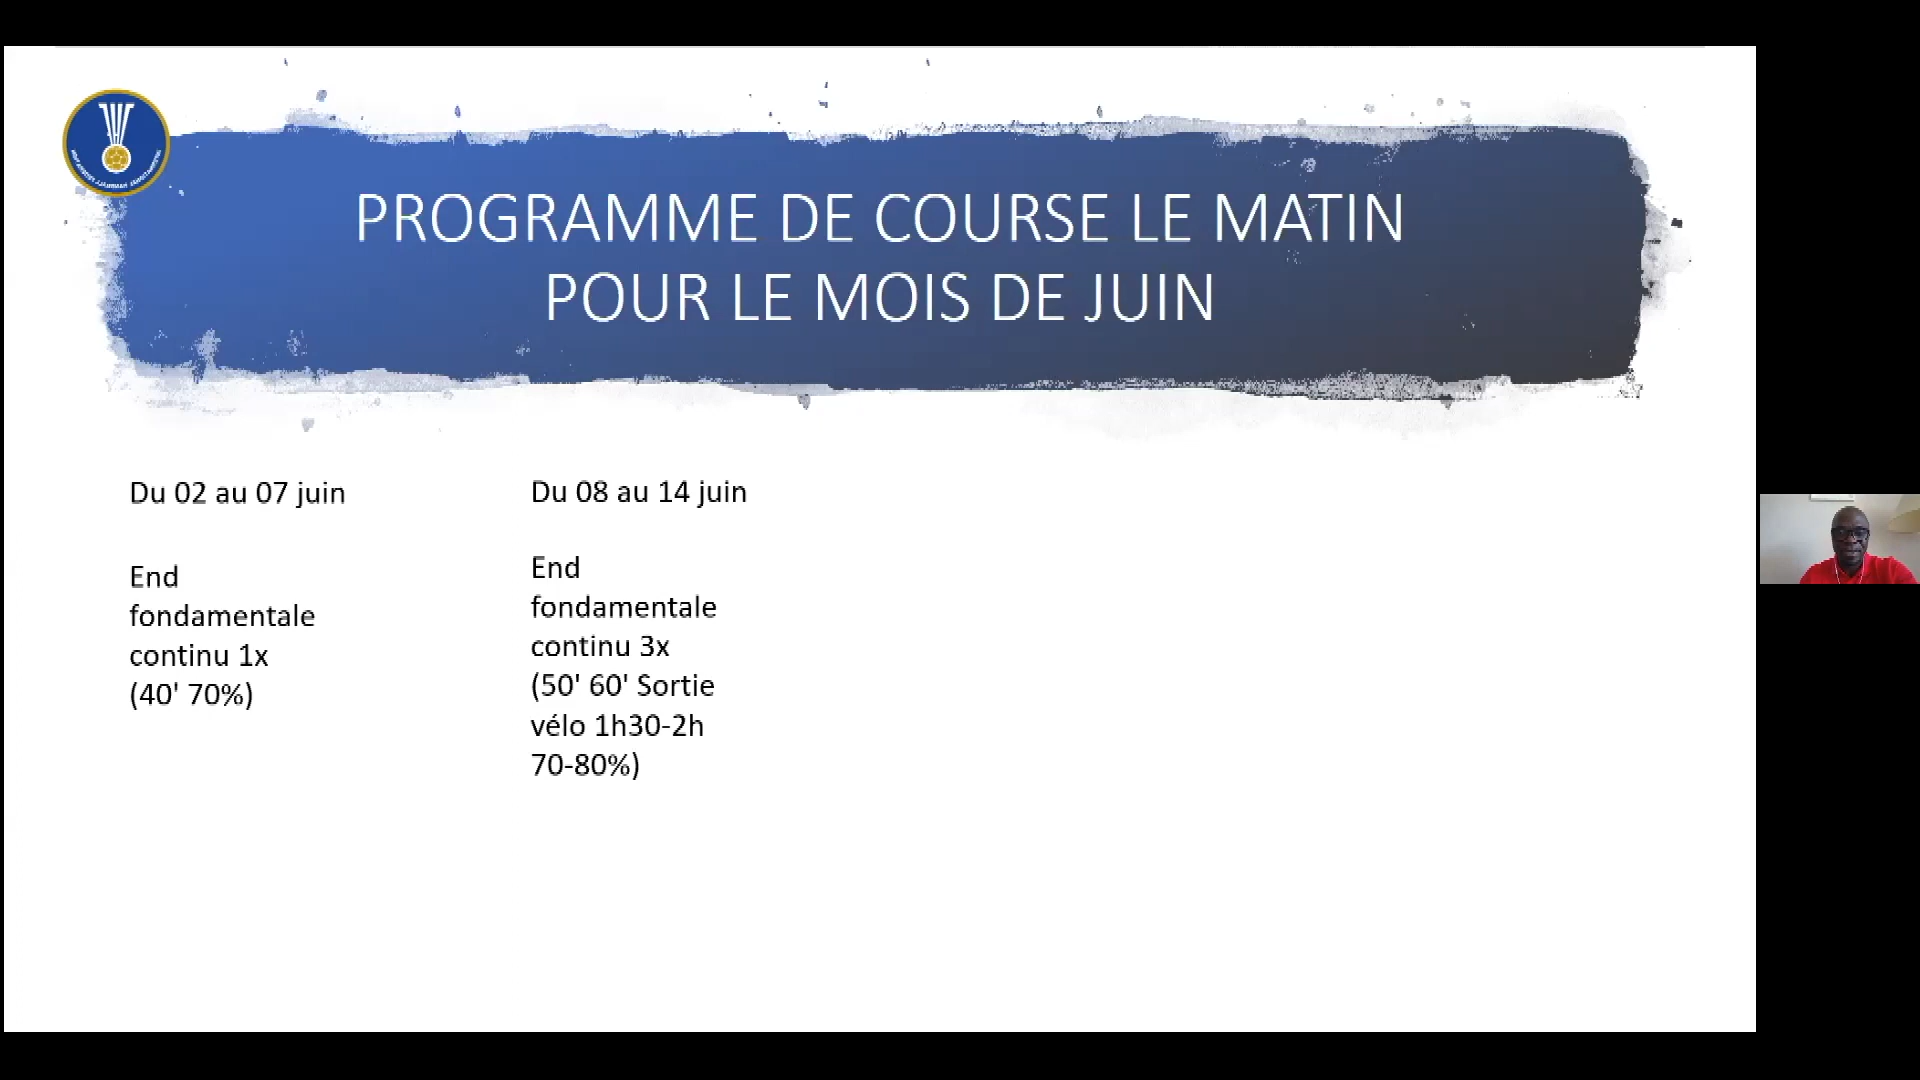 PROGRAMME DE COURSE LE MATIN
POUR LE MOIS DE JUIN
Du 02 au 07 juin
End
fondamentale
continu 1x
(40' 70%)
Du 08 au 14 juin
End
fondamentale
continu 3x
(50' 60' Sortie
vélo 1h30-2h
70-80%)